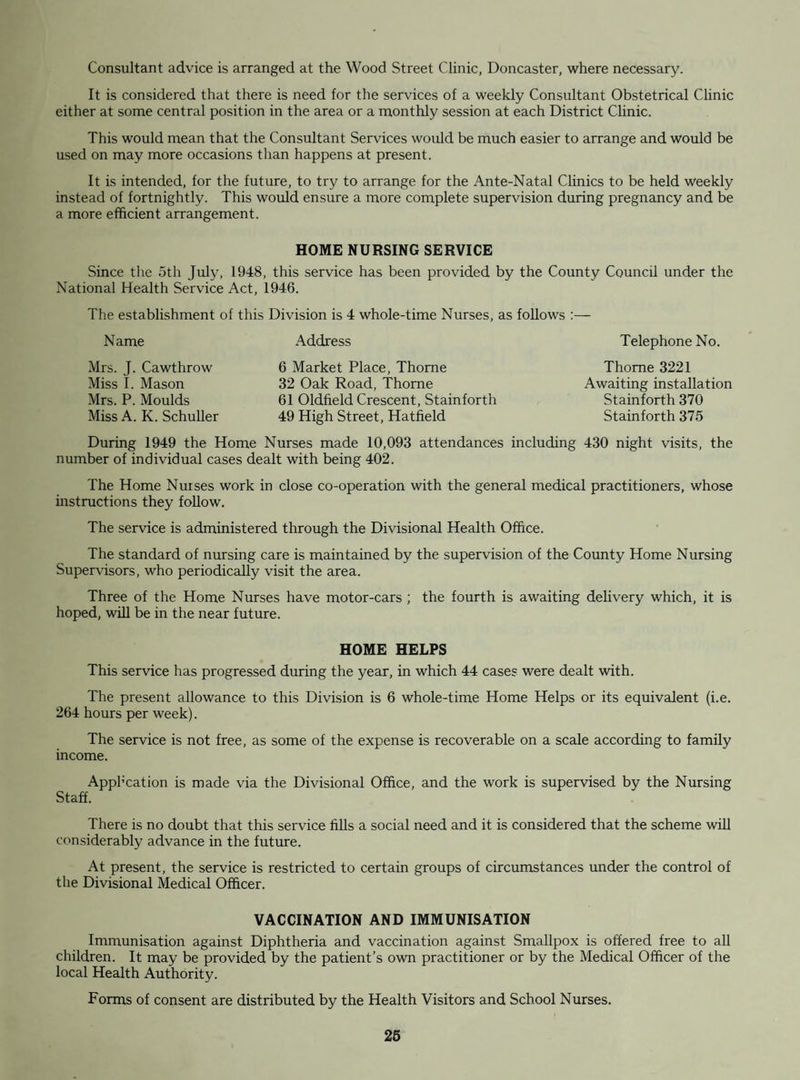 Consultant advice is arranged at the Wood Street Clinic, Doncaster, where necessary.
It is considered that there is need for the services of a weekly Consultant Obstetrical Clinic
either at some central position in the area or a monthly session at each District Clinic.
This would mean that the Consultant Services would be much easier to arrange and would be
used on may more occasions than happens at present.
It is intended, for the future, to try to arrange for the Ante-Natal Clinics to be held weekly
instead of fortnightly. This would ensure a more complete supervision during pregnancy and be
a more efficient arrangement.
HOME NURSING SERVICE
Since the 5th July, 1948, this service has been provided by the County Council under the
National Health Service Act, 1946.
The establishment of this Division is 4 whole-time Nurses, as follows :—
Name Address Telephone No.
Mrs. J. Cawthrow 6 Market Place, Thorne Thorne 3221
Miss I. Mason 32 Oak Road, Thorne Awaiting installation
Mrs. P. Moulds 61 Oldfield Crescent, Stainforth Stainforth 370
Miss A. K. Schuller 49 High Street, Hatfield Stainforth 375
During 1949 the Home Nurses made 10,093 attendances including 430 night visits, the
number of individual cases dealt with being 402.
The Home Nurses work in close co-operation with the general medical practitioners, whose
instructions they follow.
The service is administered through the Divisional Health Office.
The standard of nursing care is maintained by the supervision of the County Home Nursing
Supervisors, who periodically visit the area.
Three of the Home Nurses have motor-cars ; the fourth is awaiting delivery which, it is
hoped, will be in the near future.
HOME HELPS
This service has progressed during the year, in which 44 cases were dealt with.
The present allowance to this Division is 6 whole-time Home Helps or its equivalent (i.e.
264 hours per week).
The service is not free, as some of the expense is recoverable on a scale according to family
income.
Application is made via the Divisional Office, and the work is supervised by the Nursing
Staff.
There is no doubt that this service fills a social need and it is considered that the scheme will
considerably advance in the future.
At present, the service is restricted to certain groups of circumstances under the control of
the Divisional Medical Officer.
VACCINATION AND IMMUNISATION
Immunisation against Diphtheria and vaccination against Smallpox is offered free to all
children. It may be provided by the patient's own practitioner or by the Medical Officer of the
local Health Authority.
Forms of consent are distributed by the Health Visitors and School Nurses.
25